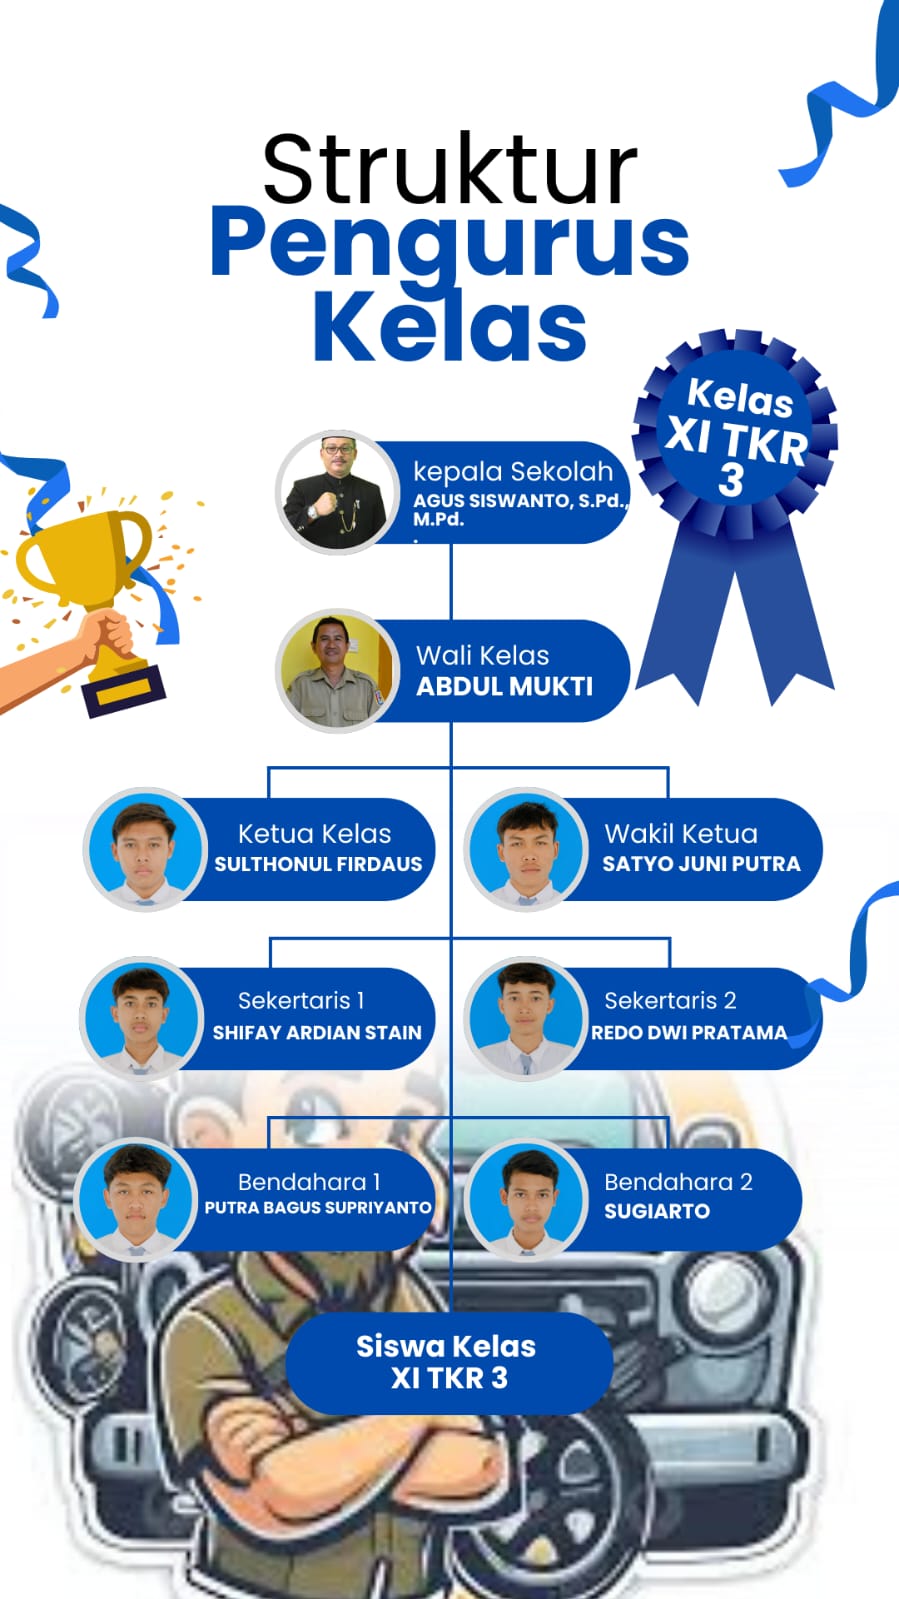 Struktur
Pengurus
Kelas
Kelas
XI TKR
3
kepala Sekolah
AGUS SISWANTO, S.Pd.,
M.Pd.
.
Wali Kelas
ABDUL MUKTI
Ketua Kelas
SULTHONUL FIRDAUS
Wakil Ketua
SATYO JUNI PUTRA
Sekertaris 1
SHIFAY ARDIAN STAIN
Sekertaris 2
REDO DWI PRATAMA
Bendahara 1
PUTRA BAGUS SUPRIYANTO
Bendahara 2
SUGIARTO
Siswa Kelas
XI TKR 3